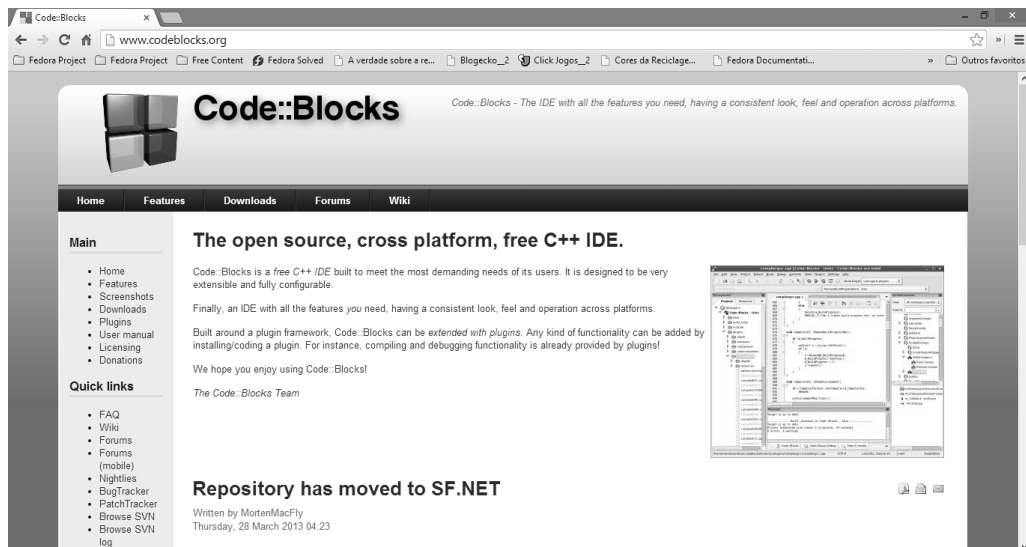 Code::Blocks
www.codeblocks.org
Fedora Project Fedora Project Free Content Fedora Solved A verdade sobre a re... Blogecko_2 Click Jogos_2 Cores da Reciclage... Fedora Documentati... » Outros favoritos
Code::Blocks
Code::Blocks - The IDE with all the features you need, having a consistent look, feel and operation across platforms.
Home Features Downloads Forums Wiki
Main
Home
Features
Screenshots
Downloads
Plugins
User manual
Licensing
Donations
Quick links
FAQ
Wiki
Forums
Forums
(mobile)
Nightlies
BugTracker
PatchTracker
Browse SVN
Browse SVN
log
The open source, cross platform, free C++ IDE.
Code::Blocks is a free C++ IDE built to meet the most demanding needs of its users. It is designed to be very
extensible and fully configurable.
Finally, an IDE with all the features you need, having a consistent look, feel and operation across platforms.
Built around a plugin framework, Code::Blocks can be extended with plugins. Any kind of functionality can be added by
installing/coding a plugin. For instance, compiling and debugging functionality is already provided by plugins!
We hope you enjoy using Code::Blocks!
The Code::Blocks Team
Repository has moved to SF.NET
Written by MortenMacFly
Thursday, 28 March 2013 04:23